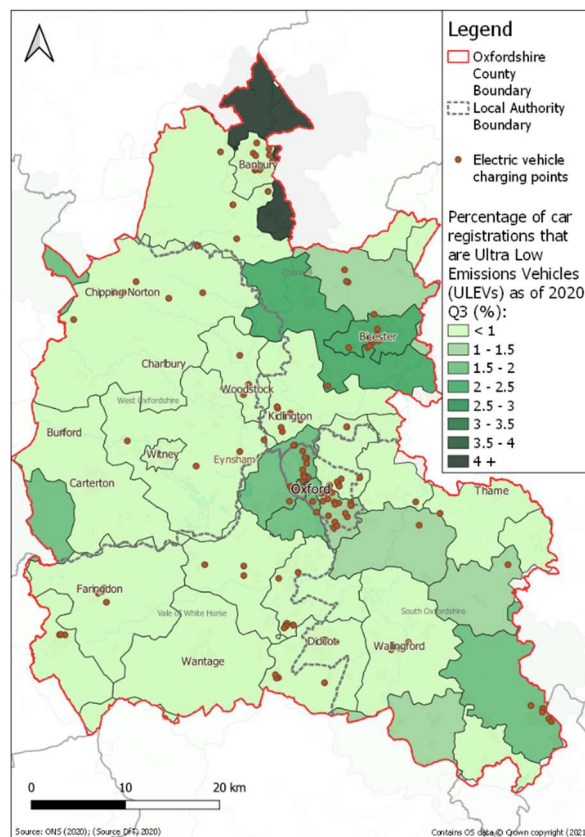 Legend
Oxfordshire
County
Boundary
Local Authority
Boundary
Electric vehicle
charging points
Percentage of car
registrations that
are Ultra Low
Emissions Vehicles
(ULEVs) as of 2020
Q3 (%):
< 1
1 - 1.5
1.5 - 2
2 - 2.5
2.5 - 3
3 - 3.5
3.5 - 4
4 +
Banbury
Cherwell
Chipping Norton
Bicester
Charlbury
Woodstock
West Oxfordshire
Kidlington
Burford
Witney
Eynsham
Carterton
Oxford
Thame
Faringdon
Vale of White Horse
South Oxfordshire
Didcot
Wallingford
Wantage
0 10 20 km
Source: ONS (2020); (Source DfT, 2020)
Contains OS data © Crown copyright (2021